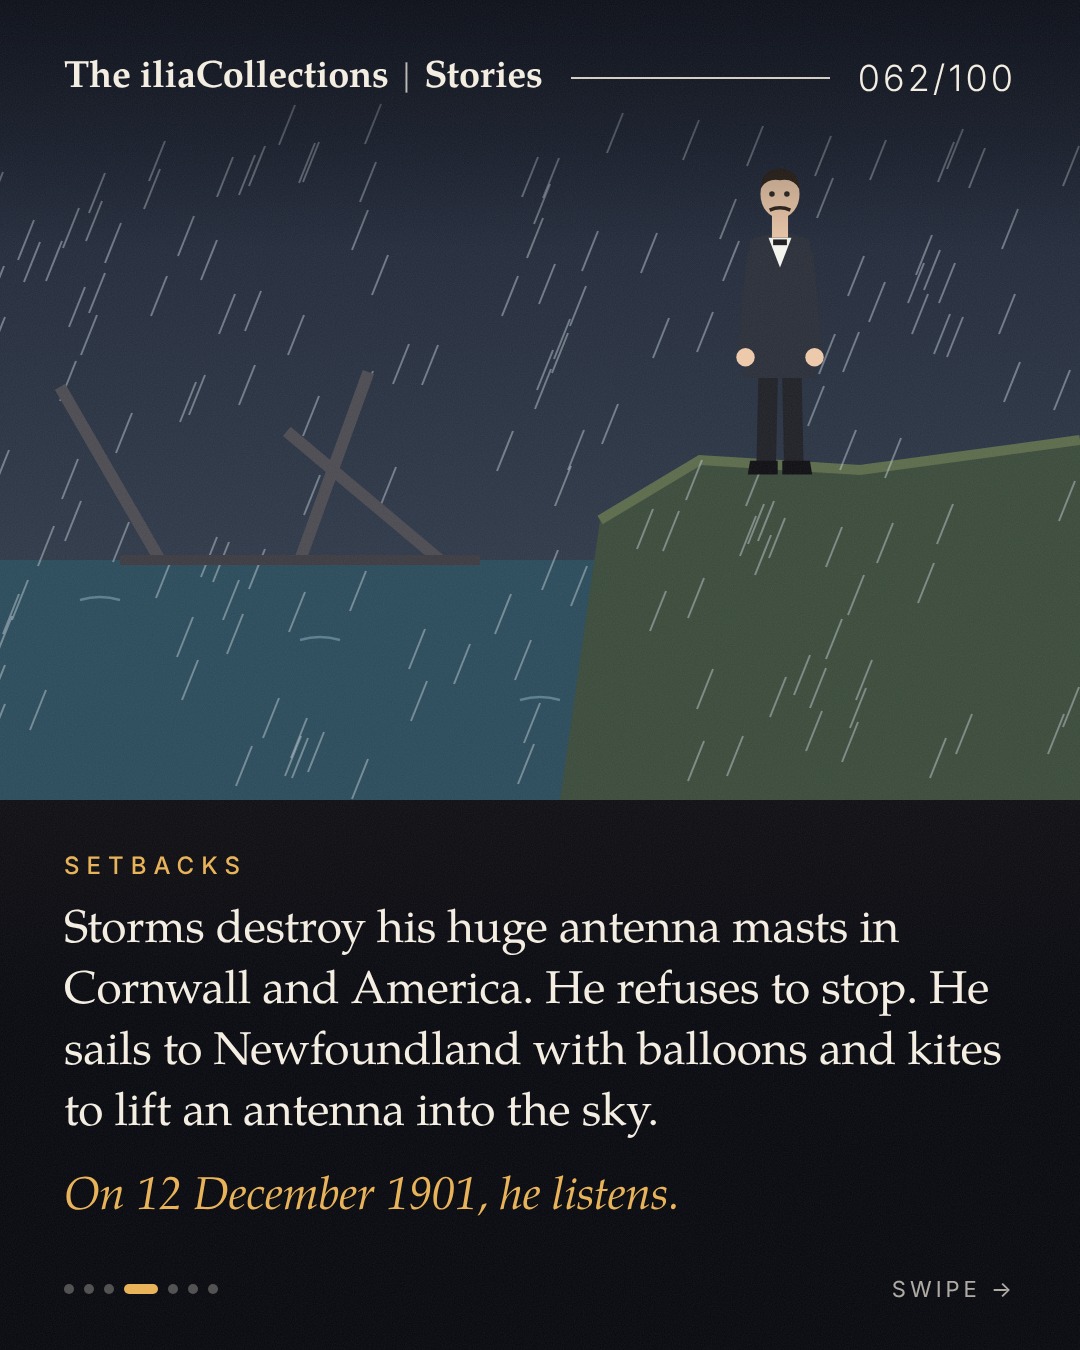 The iliaCollections | Stories 062/100
SETBACKS
Storms destroy his huge antenna masts in
Cornwall and America. He refuses to stop. He
sails to Newfoundland with balloons and kites
to lift an antenna into the sky.
On 12 December 1901, he listens.
SWIPE →